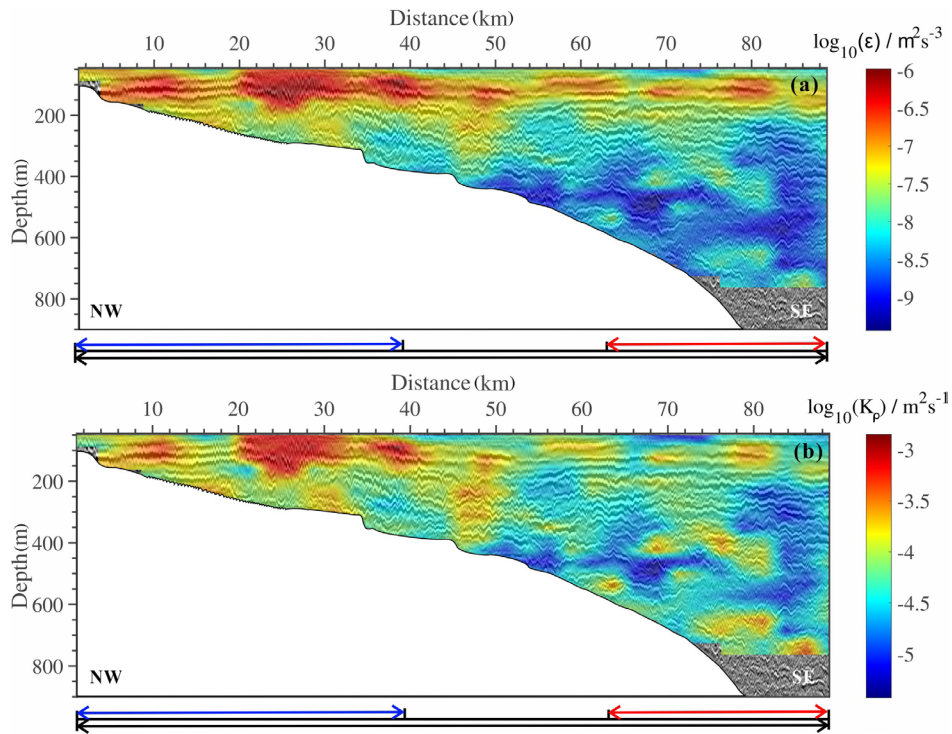 Distance(km)
log10(ε) / m²s⁻³
10 20 30 40 50 60 70 80
(a)
-6
-6.5
-7
-7.5
-8
-8.5
-9
Depth(m)
200
400
600
800
NW
SE
Distance(km)
log10(Kρ) / m²s⁻¹
10 20 30 40 50 60 70 80
(b)
-3
-3.5
-4
-4.5
-5
Depth(m)
200
400
600
800
NW
SE